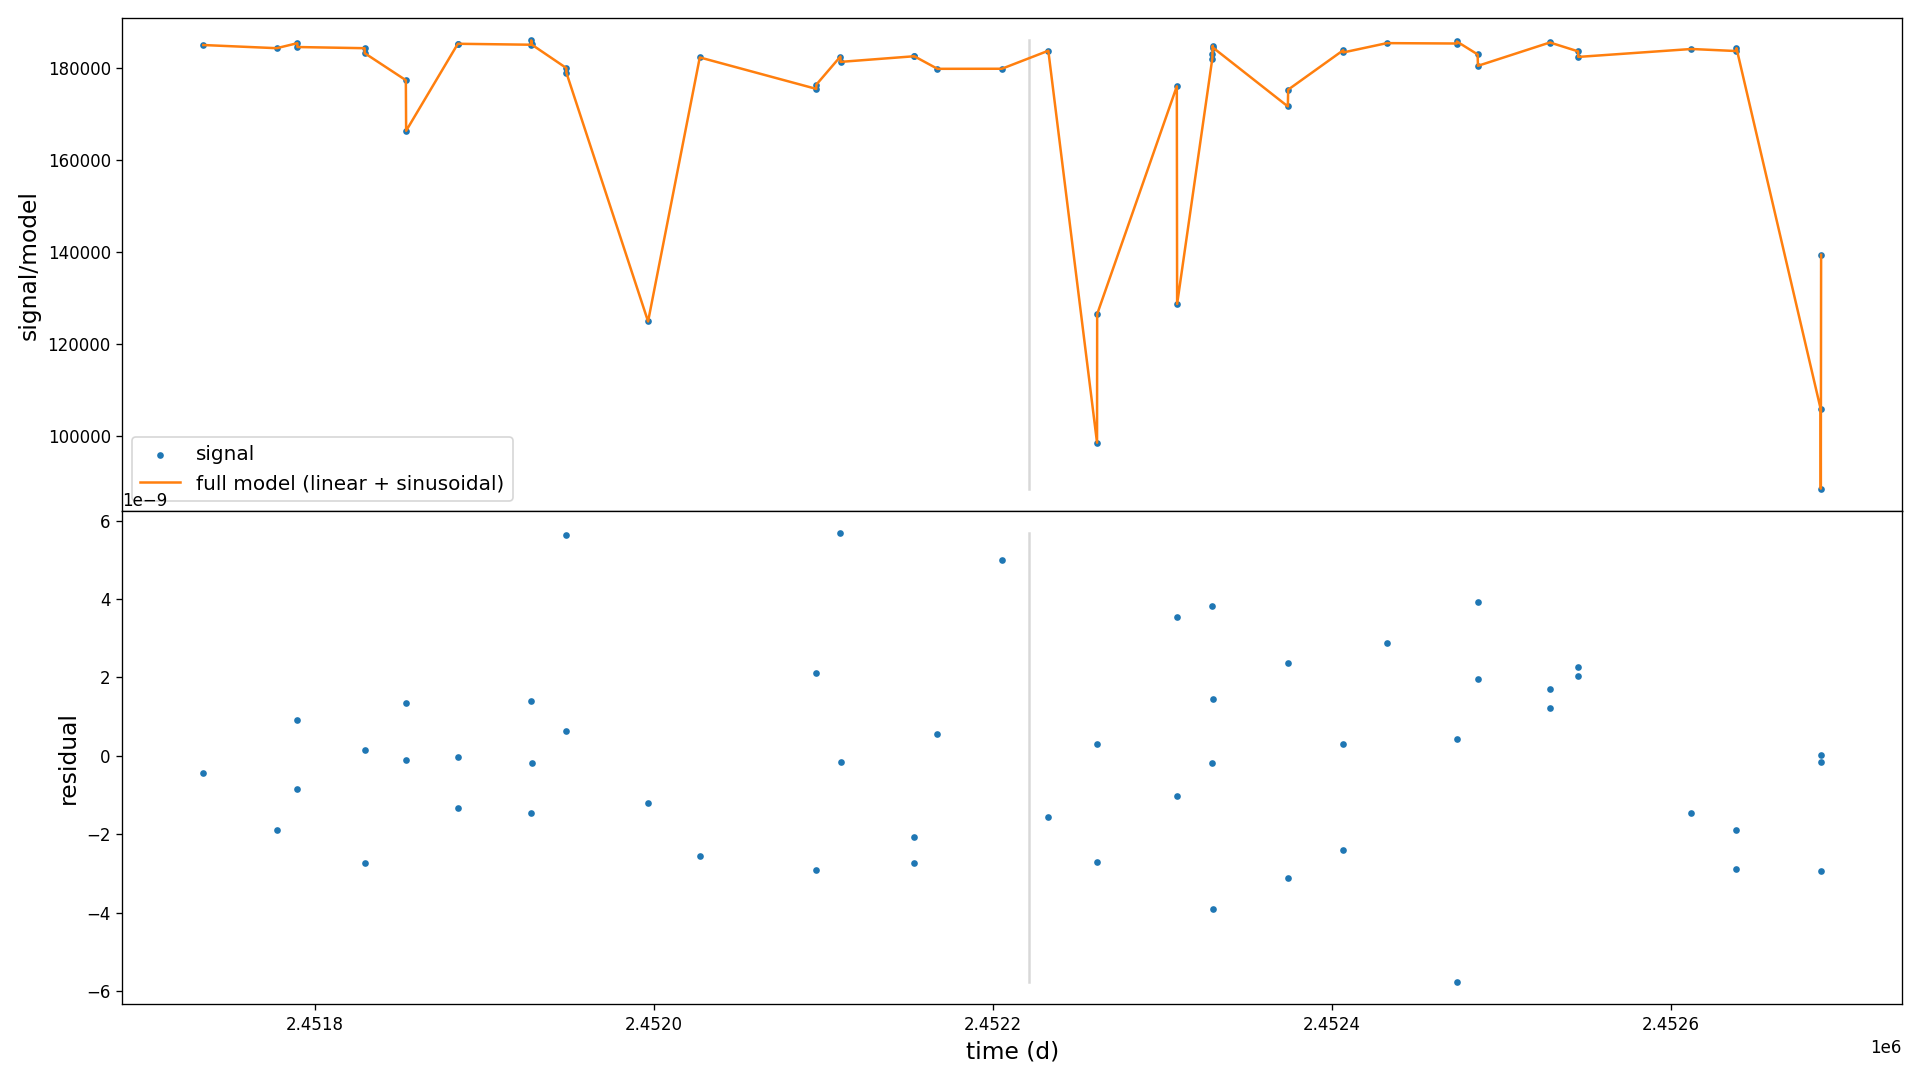 180000
160000
140000
120000
100000
signal/model
signal
full model (linear + sinusoidal)
1e−9
6
4
2
0
−2
−4
−6
residual
2.4518
2.4520
2.4522
2.4524
2.4526
time (d)
1e6